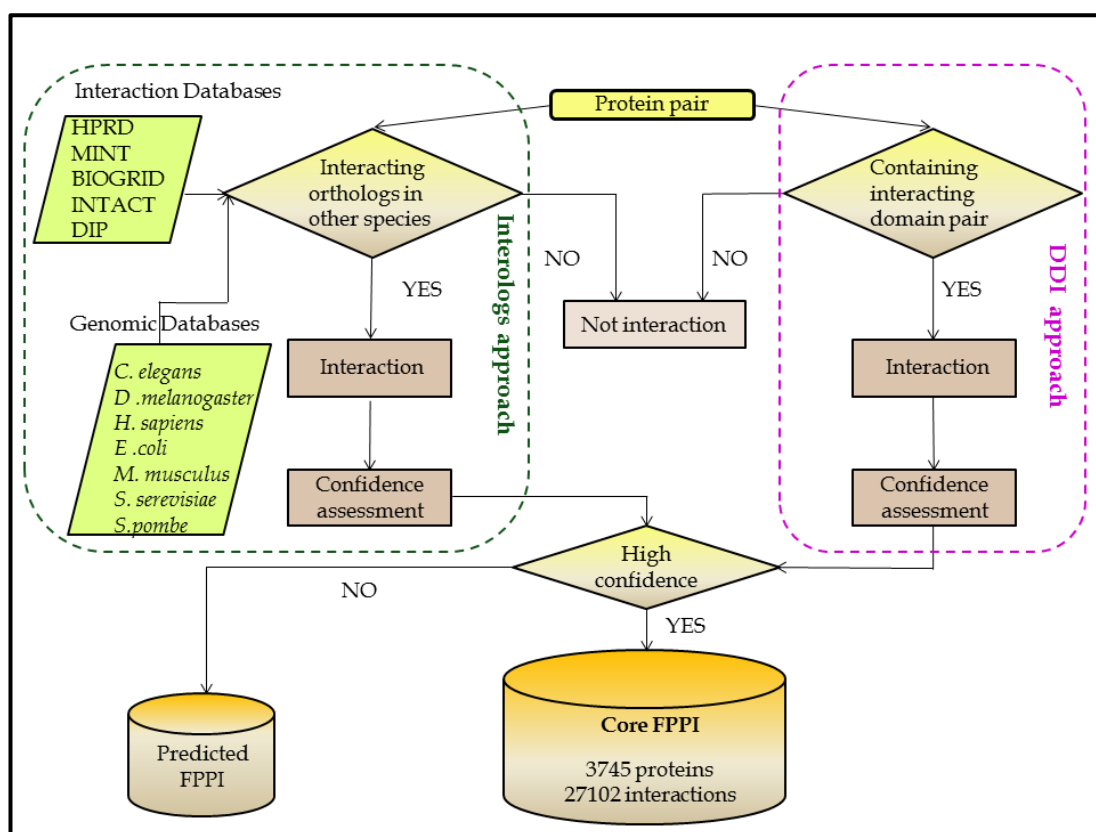 Interaction Databases
HPRD
MINT
BIOGRID
INTACT
DIP
Protein pair
Interacting
orthologs in
other species
Containing
interacting
domain pair
NO
NO
YES
YES
Interologs approach
DDI approach
Genomic Databases
C. elegans
D .melanogaster
H. sapiens
E .coli
M. musculus
S. serevisiae
S.pombe
Not interaction
Interaction
Interaction
Confidence
assessment
Confidence
assessment
High
confidence
NO
YES
Predicted
FPPI
Core FPPI
3745 proteins
27102 interactions